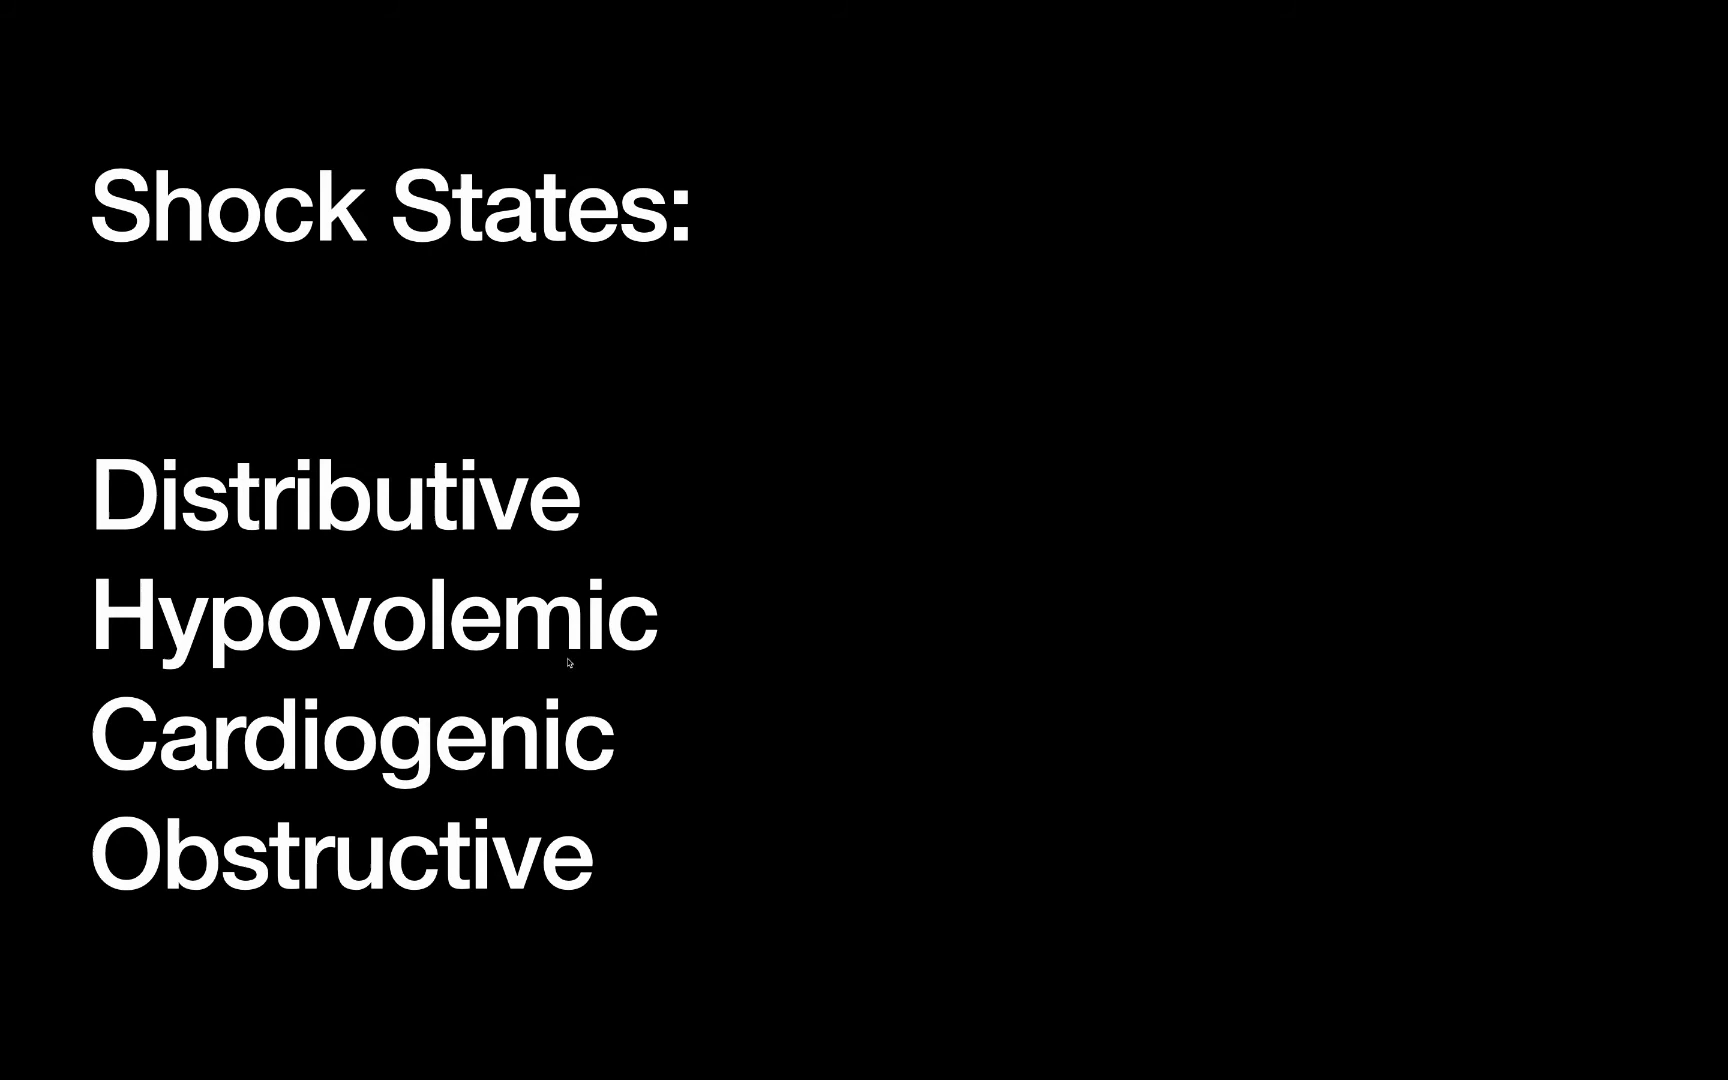 Shock States:
Distributive
Hypovolemic
Cardiogenic
Obstructive